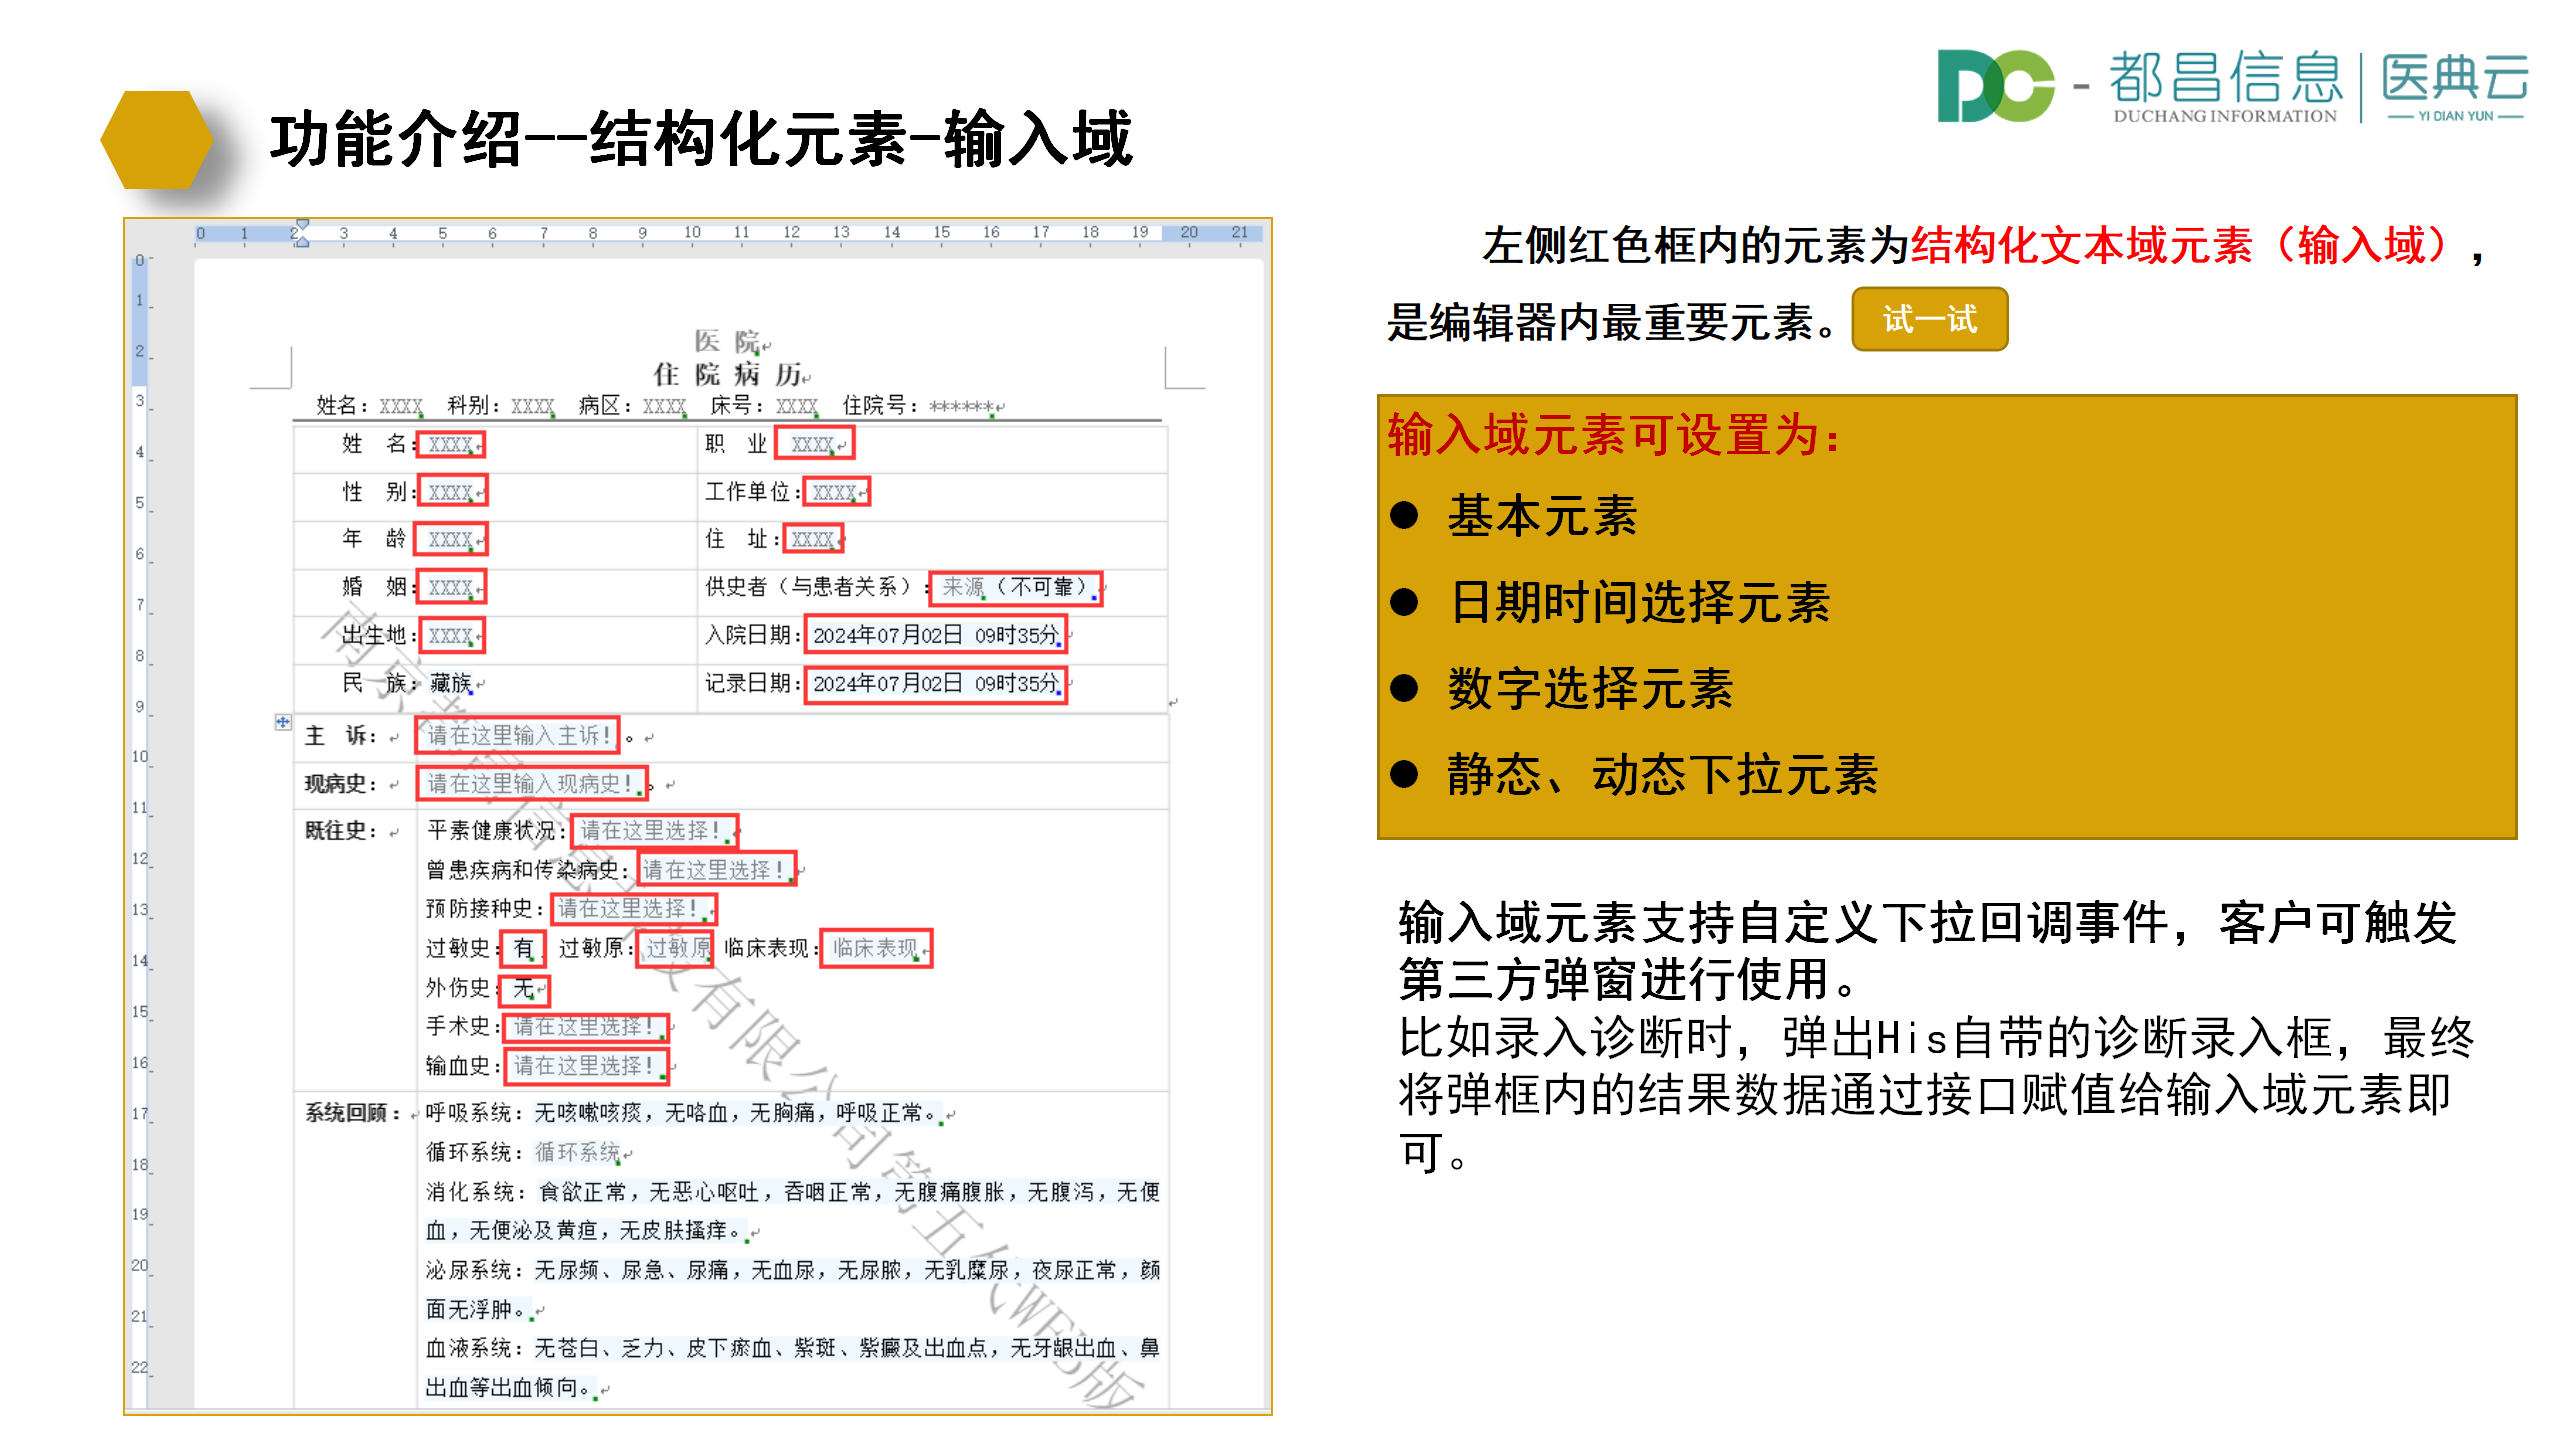 DC - 都昌信息 | 医典云
DUCHANG INFORMATION — YI DIAN YUN —
功能介绍--结构化元素-输入域
0 1 2 3 4 5 6 7 8 9 10 11 12 13 14 15 16 17 18 19 20 21
0
1
2
3
4
5
6
7
8
9
10
11
12
13
14
15
16
17
18
19
20
21
22
医 院
住 院 病 历
姓名：XXXX 科别：XXXX 病区：XXXX 床号：XXXX 住院号：******
姓 名：XXXX 职 业 XXXX
性 别：XXXX 工作单位：XXXX
年 龄 XXXX 住 址：XXXX
婚 姻：XXXX 供史者（与患者关系）：来源（不可靠）
出生地：XXXX 入院日期：2024年07月02日 09时35分
民 族：藏族 记录日期：2024年07月02日 09时35分
主 诉： 请在这里输入主诉！。
现病史： 请在这里输入现病史！。
既往史： 平素健康状况：请在这里选择！
曾患疾病和传染病史：请在这里选择！
预防接种史：请在这里选择！
过敏史：有 过敏原：过敏原 临床表现：临床表现
外伤史：无
手术史：请在这里选择！
输血史：请在这里选择！
系统回顾： 呼吸系统：无咳嗽咳痰，无咯血，无胸痛，呼吸正常。
循环系统：循环系统
消化系统：食欲正常，无恶心呕吐，吞咽正常，无腹痛腹胀，无腹泻，无便
血，无便泌及黄疸，无皮肤搔痒。
泌尿系统：无尿频、尿急、尿痛，无血尿，无尿脓，无乳糜尿，夜尿正常，颜
面无浮肿。
血液系统：无苍白、乏力、皮下瘀血、紫斑、紫癜及出血点，无牙龈出血、鼻
出血等出血倾向。
左侧红色框内的元素为结构化文本域元素（输入域），
是编辑器内最重要元素。 试一试
输入域元素可设置为：
● 基本元素
● 日期时间选择元素
● 数字选择元素
● 静态、动态下拉元素
输入域元素支持自定义下拉回调事件，客户可触发
第三方弹窗进行使用。
比如录入诊断时，弹出His自带的诊断录入框，最终
将弹框内的结果数据通过接口赋值给输入域元素即
可。